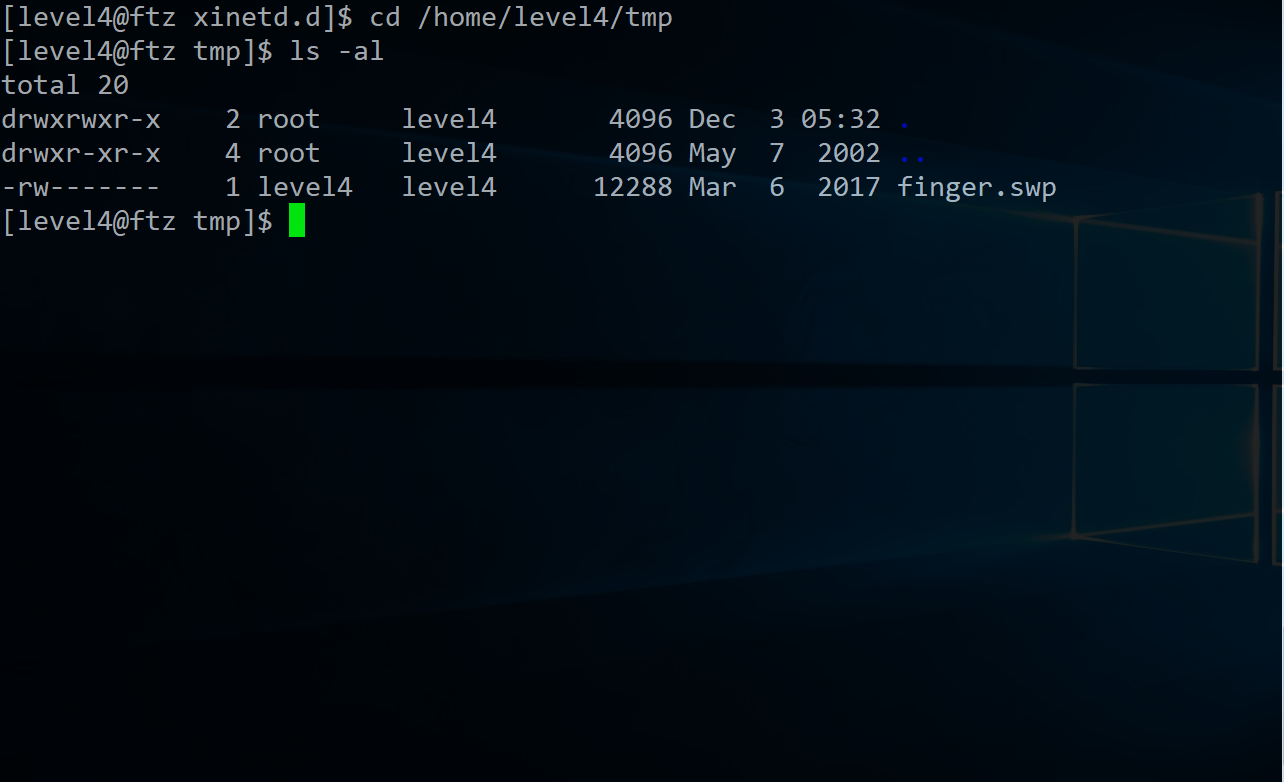 [level4@ftz xinetd.d]$ cd /home/level4/tmp
[level4@ftz tmp]$ ls -al
total 20
drwxrwxr-x    2 root     level4       4096 Dec  3 05:32 .
drwxr-xr-x    4 root     level4       4096 May  7  2002 ..
-rw-------    1 level4   level4      12288 Mar  6  2017 finger.swp
[level4@ftz tmp]$